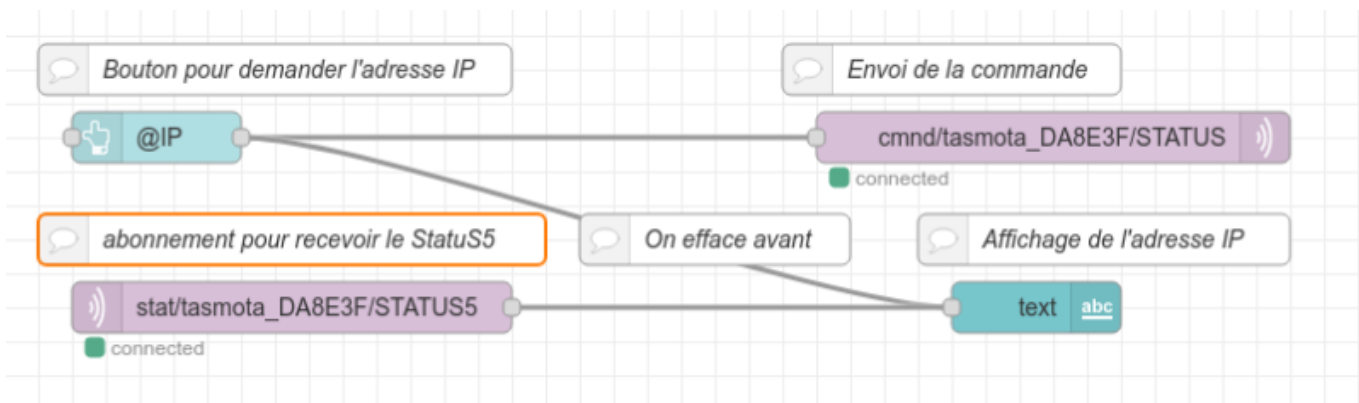 Bouton pour demander l'adresse IP
Envoi de la commande
@IP
cmnd/tasmota_DA8E3F/STATUS
connected
abonnement pour recevoir le StatuS5
On efface avant
Affichage de l'adresse IP
stat/tasmota_DA8E3F/STATUS5
text
abc
connected